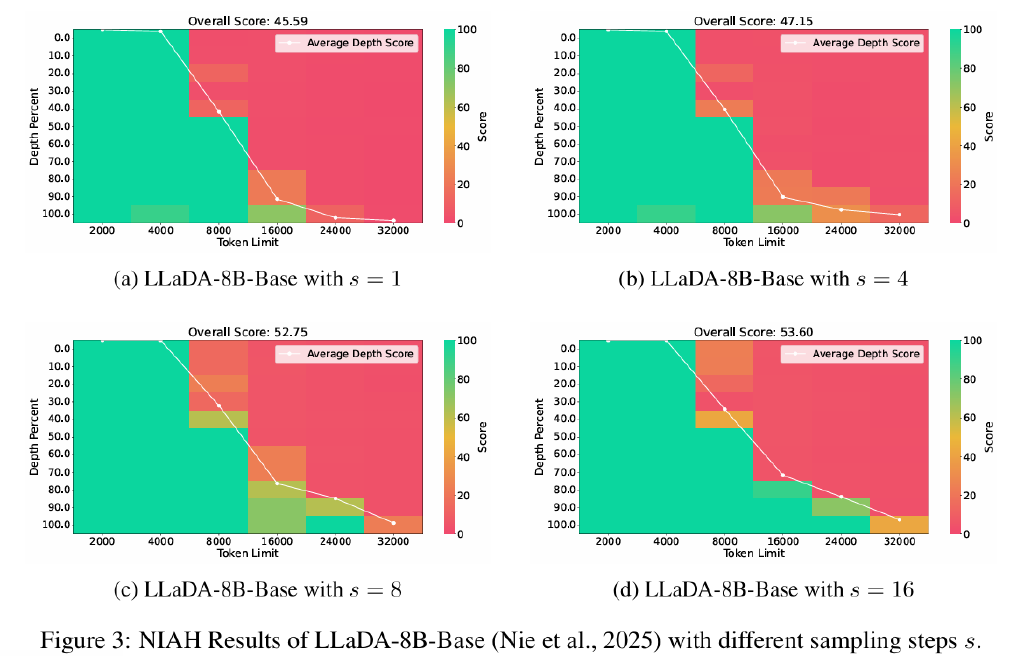 Overall Score: 45.59
Average Depth Score
Depth Percent
0.0
10.0
20.0
30.0
40.0
50.0
60.0
70.0
80.0
90.0
100.0
2000 4000 8000 16000 24000 32000
Token Limit
100
80
60
40
20
0
Score
(a) LLaDA-8B-Base with s = 1
Overall Score: 47.15
Average Depth Score
Depth Percent
0.0
10.0
20.0
30.0
40.0
50.0
60.0
70.0
80.0
90.0
100.0
2000 4000 8000 16000 24000 32000
Token Limit
100
80
60
40
20
0
Score
(b) LLaDA-8B-Base with s = 4
Overall Score: 52.75
Average Depth Score
Depth Percent
0.0
10.0
20.0
30.0
40.0
50.0
60.0
70.0
80.0
90.0
100.0
2000 4000 8000 16000 24000 32000
Token Limit
100
80
60
40
20
0
Score
(c) LLaDA-8B-Base with s = 8
Overall Score: 53.60
Average Depth Score
Depth Percent
0.0
10.0
20.0
30.0
40.0
50.0
60.0
70.0
80.0
90.0
100.0
2000 4000 8000 16000 24000 32000
Token Limit
100
80
60
40
20
0
Score
(d) LLaDA-8B-Base with s = 16
Figure 3: NIAH Results of LLaDA-8B-Base (Nie et al., 2025) with different sampling steps s.